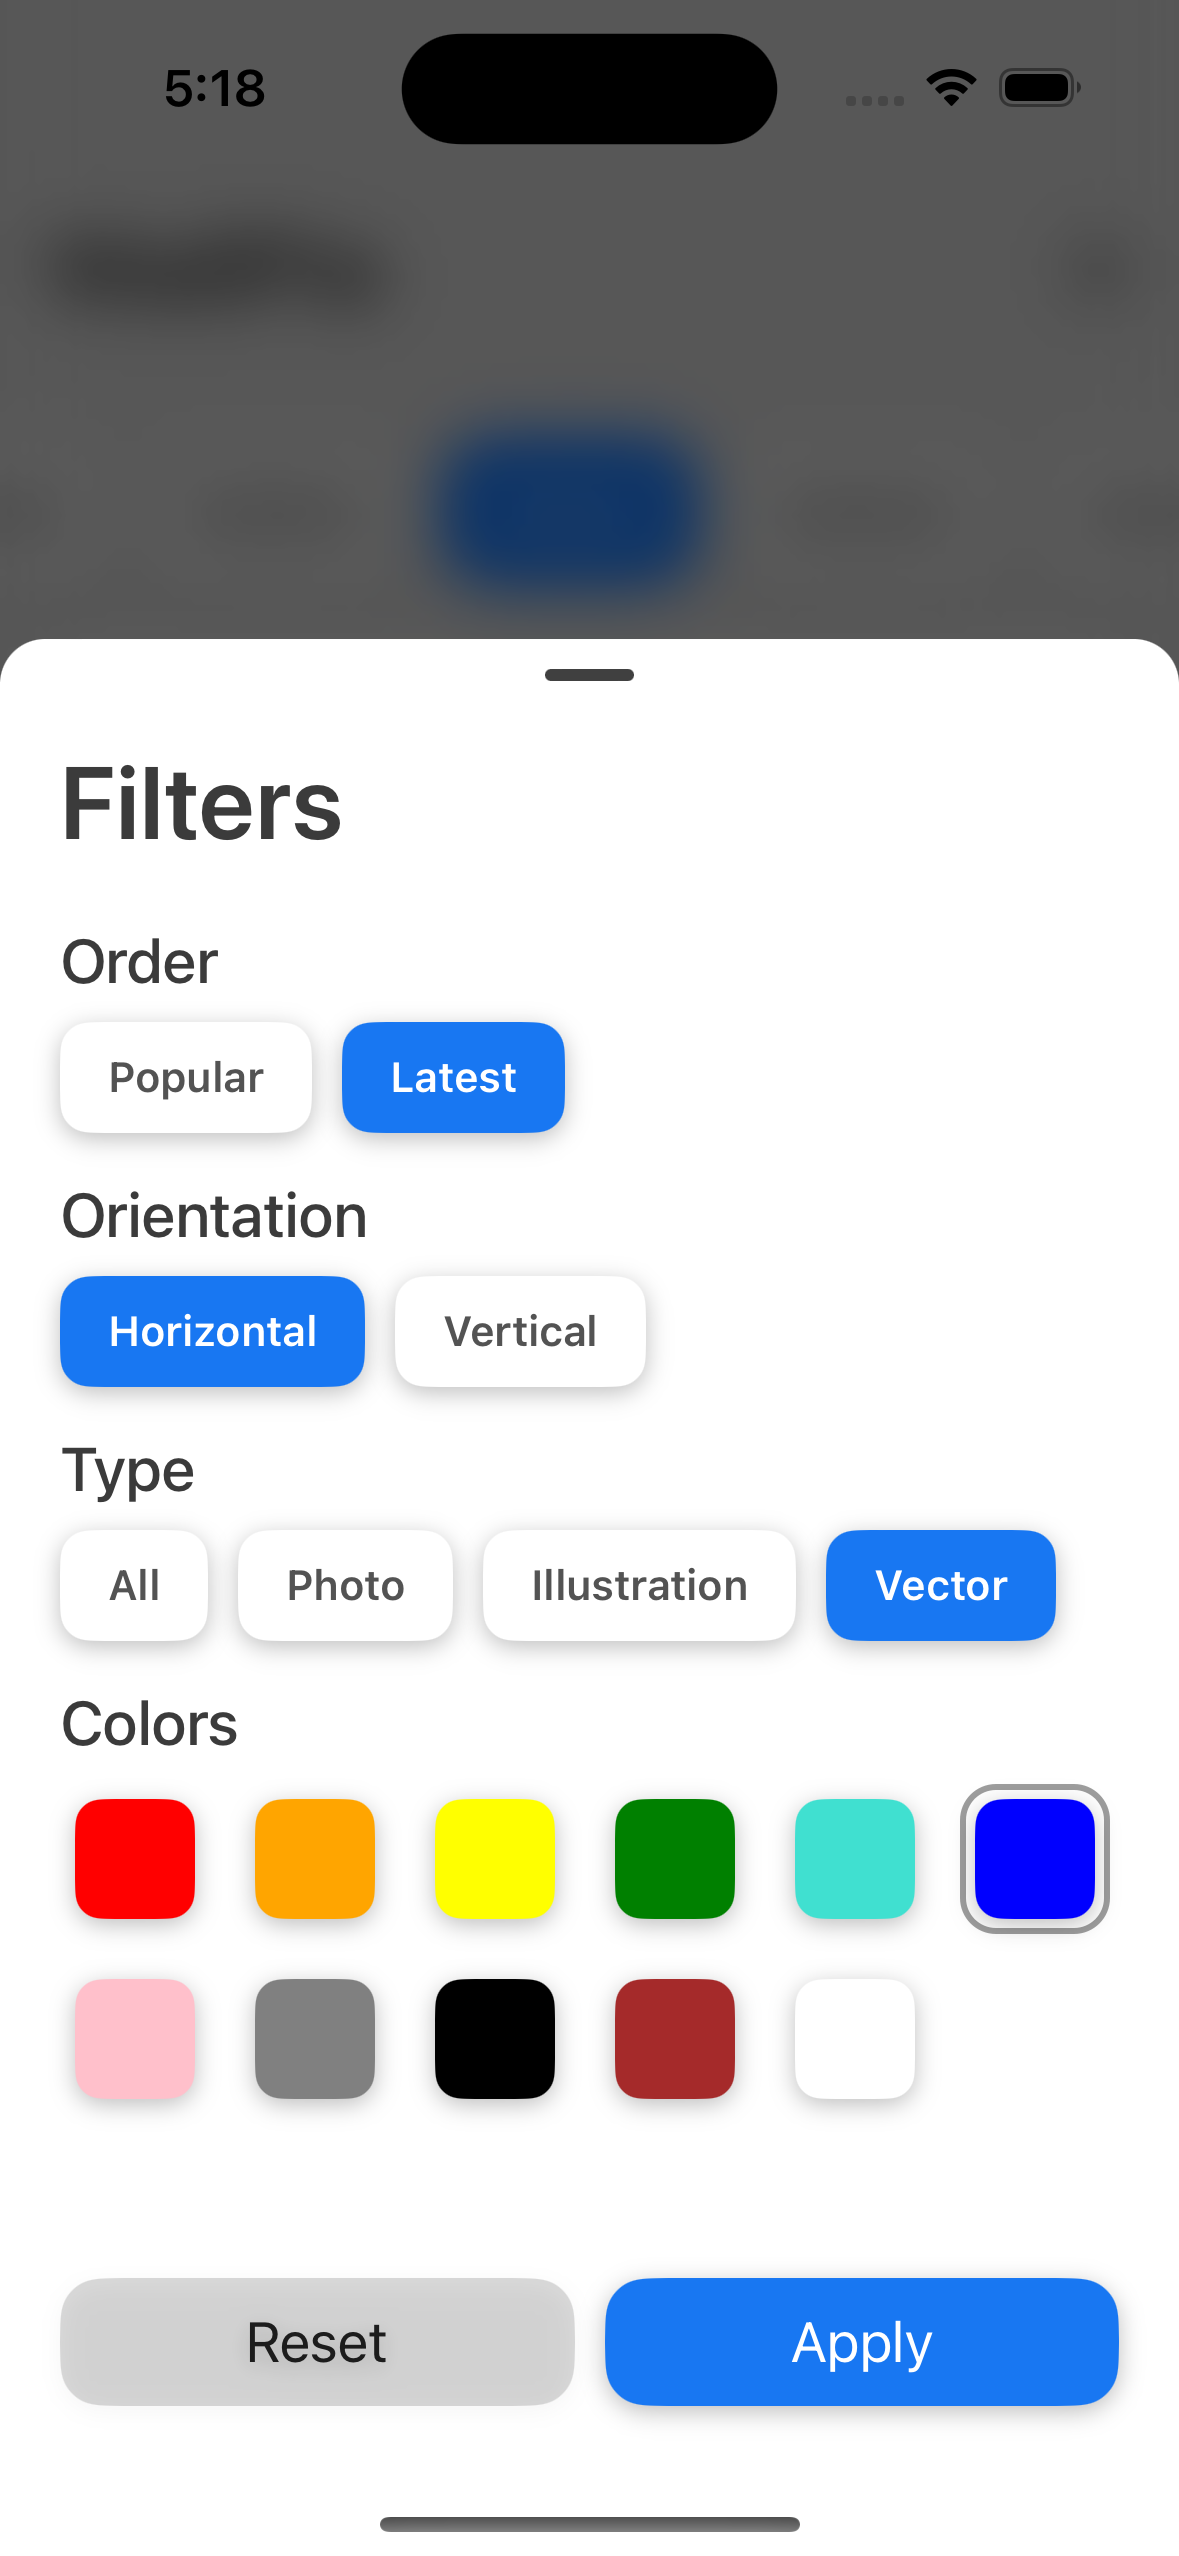 5:18
Filters
Order
Popular Latest
Orientation
Horizontal Vertical
Type
All Photo Illustration Vector
Colors
Reset Apply